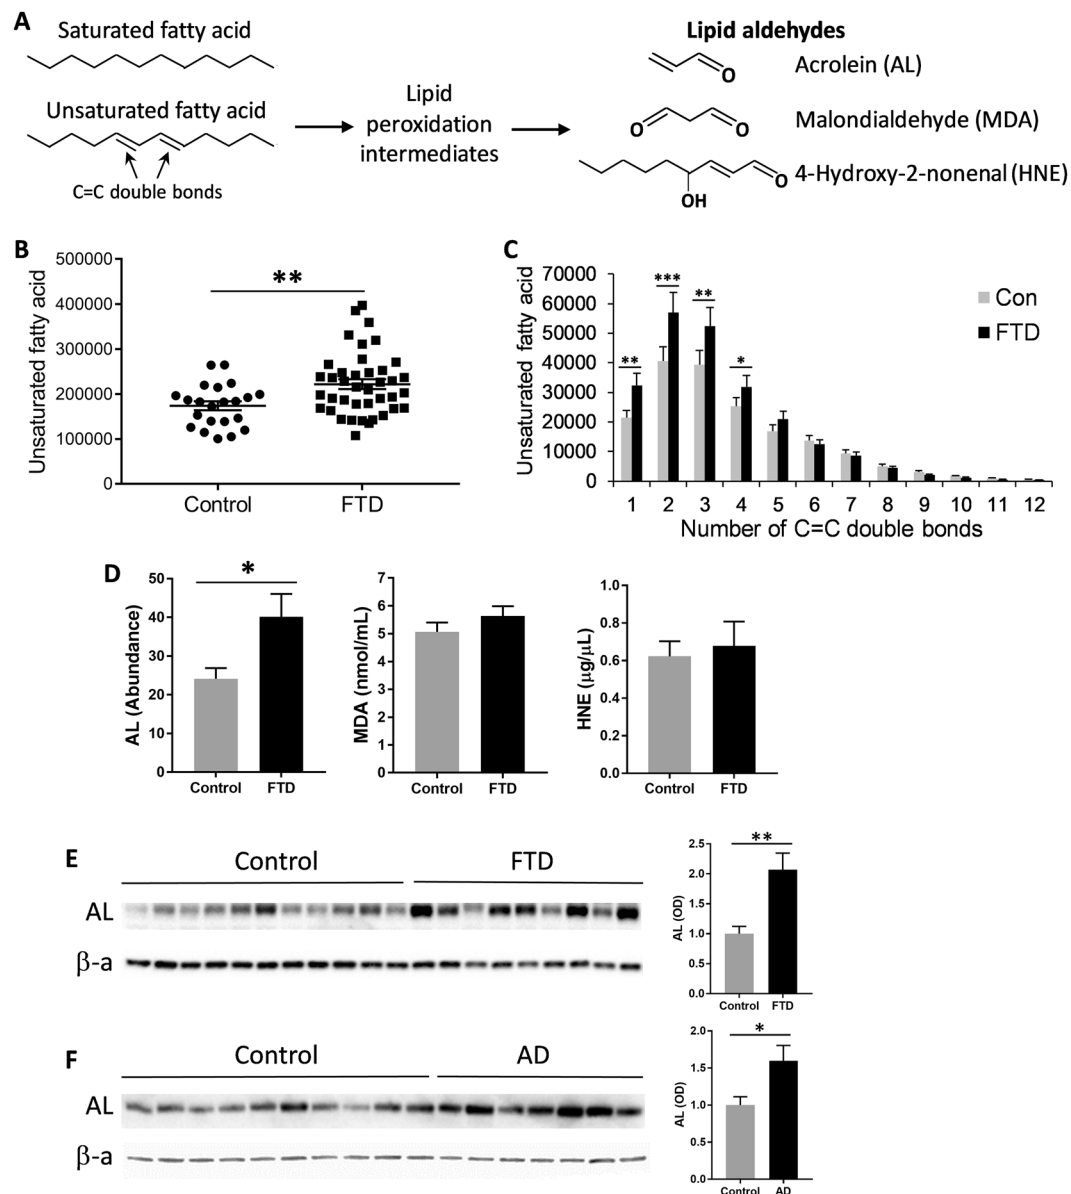 A
Saturated fatty acid
Unsaturated fatty acid
C=C double bonds
Lipid
peroxidation
intermediates
Lipid aldehydes
O
Acrolein (AL)
O
O
Malondialdehyde (MDA)
O
OH
4-Hydroxy-2-nonenal (HNE)
B
Unsaturated fatty acid
500000
400000
300000
200000
100000
0
**
Control
FTD
C
Unsaturated fatty acid
70000
60000
50000
40000
30000
20000
10000
0
**
***
**
*
Con
FTD
1 2 3 4 5 6 7 8 9 10 11 12
Number of C=C double bonds
D
AL (Abundance)
50
40
30
20
10
0
*
Control FTD
MDA (nmol/mL)
7
6
5
4
3
2
1
0
Control FTD
HNE (µg/µL)
1.0
0.8
0.6
0.4
0.2
0.0
Control FTD
E
Control
FTD
AL
β-a
AL (OD)
2.5
2.0
1.5
1.0
0.5
0.0
**
Control FTD
F
Control
AD
AL
β-a
AL (OD)
2.0
1.5
1.0
0.5
0.0
*
Control AD